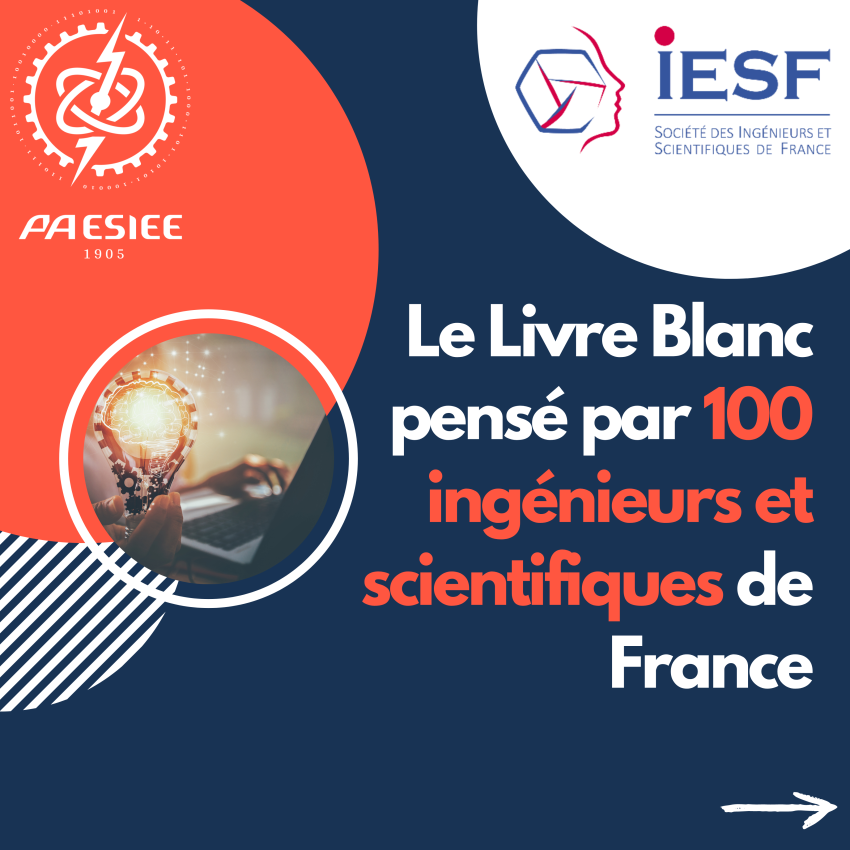 PA ESIEE
1905
iESF
SOCIÉTÉ DES INGÉNIEURS ET
SCIENTIFIQUES DE FRANCE
Le Livre Blanc
pensé par 100
ingénieurs et
scientifiques de
France